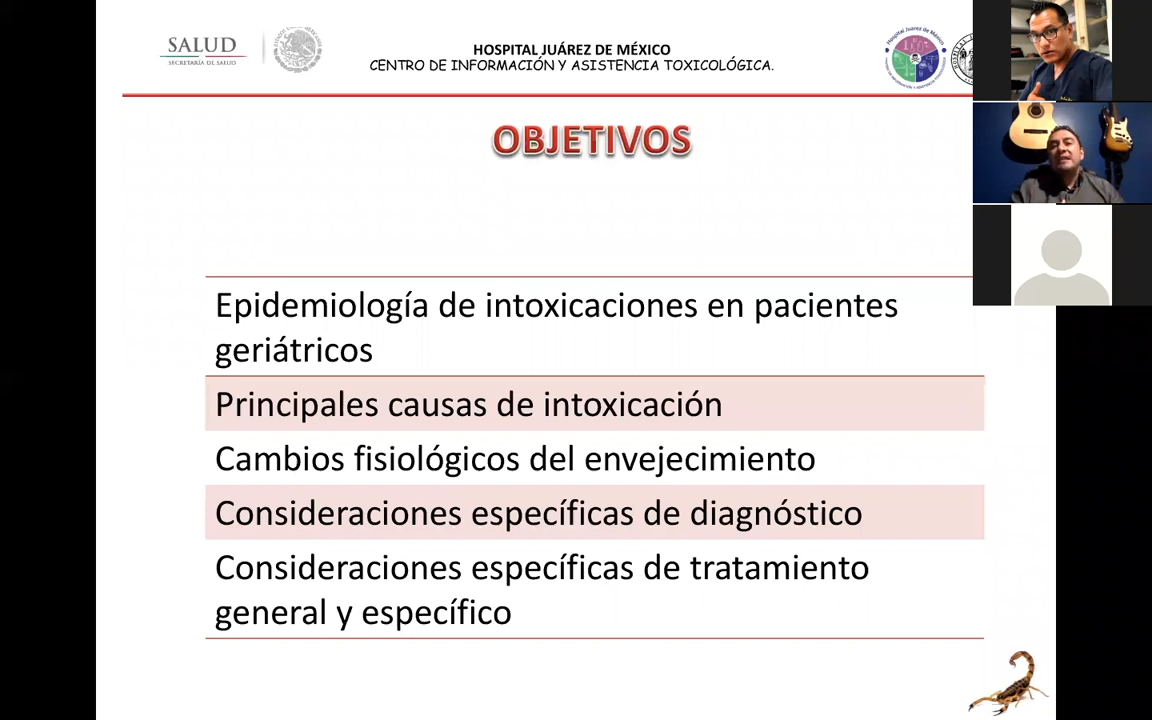 SALUD
SECRETARÍA DE SALUD
HOSPITAL JUÁREZ DE MÉXICO
CENTRO DE INFORMACIÓN Y ASISTENCIA TOXICOLÓGICA.
OBJETIVOS
Epidemiología de intoxicaciones en pacientes
geriátricos
Principales causas de intoxicación
Cambios fisiológicos del envejecimiento
Consideraciones específicas de diagnóstico
Consideraciones específicas de tratamiento
general y específico